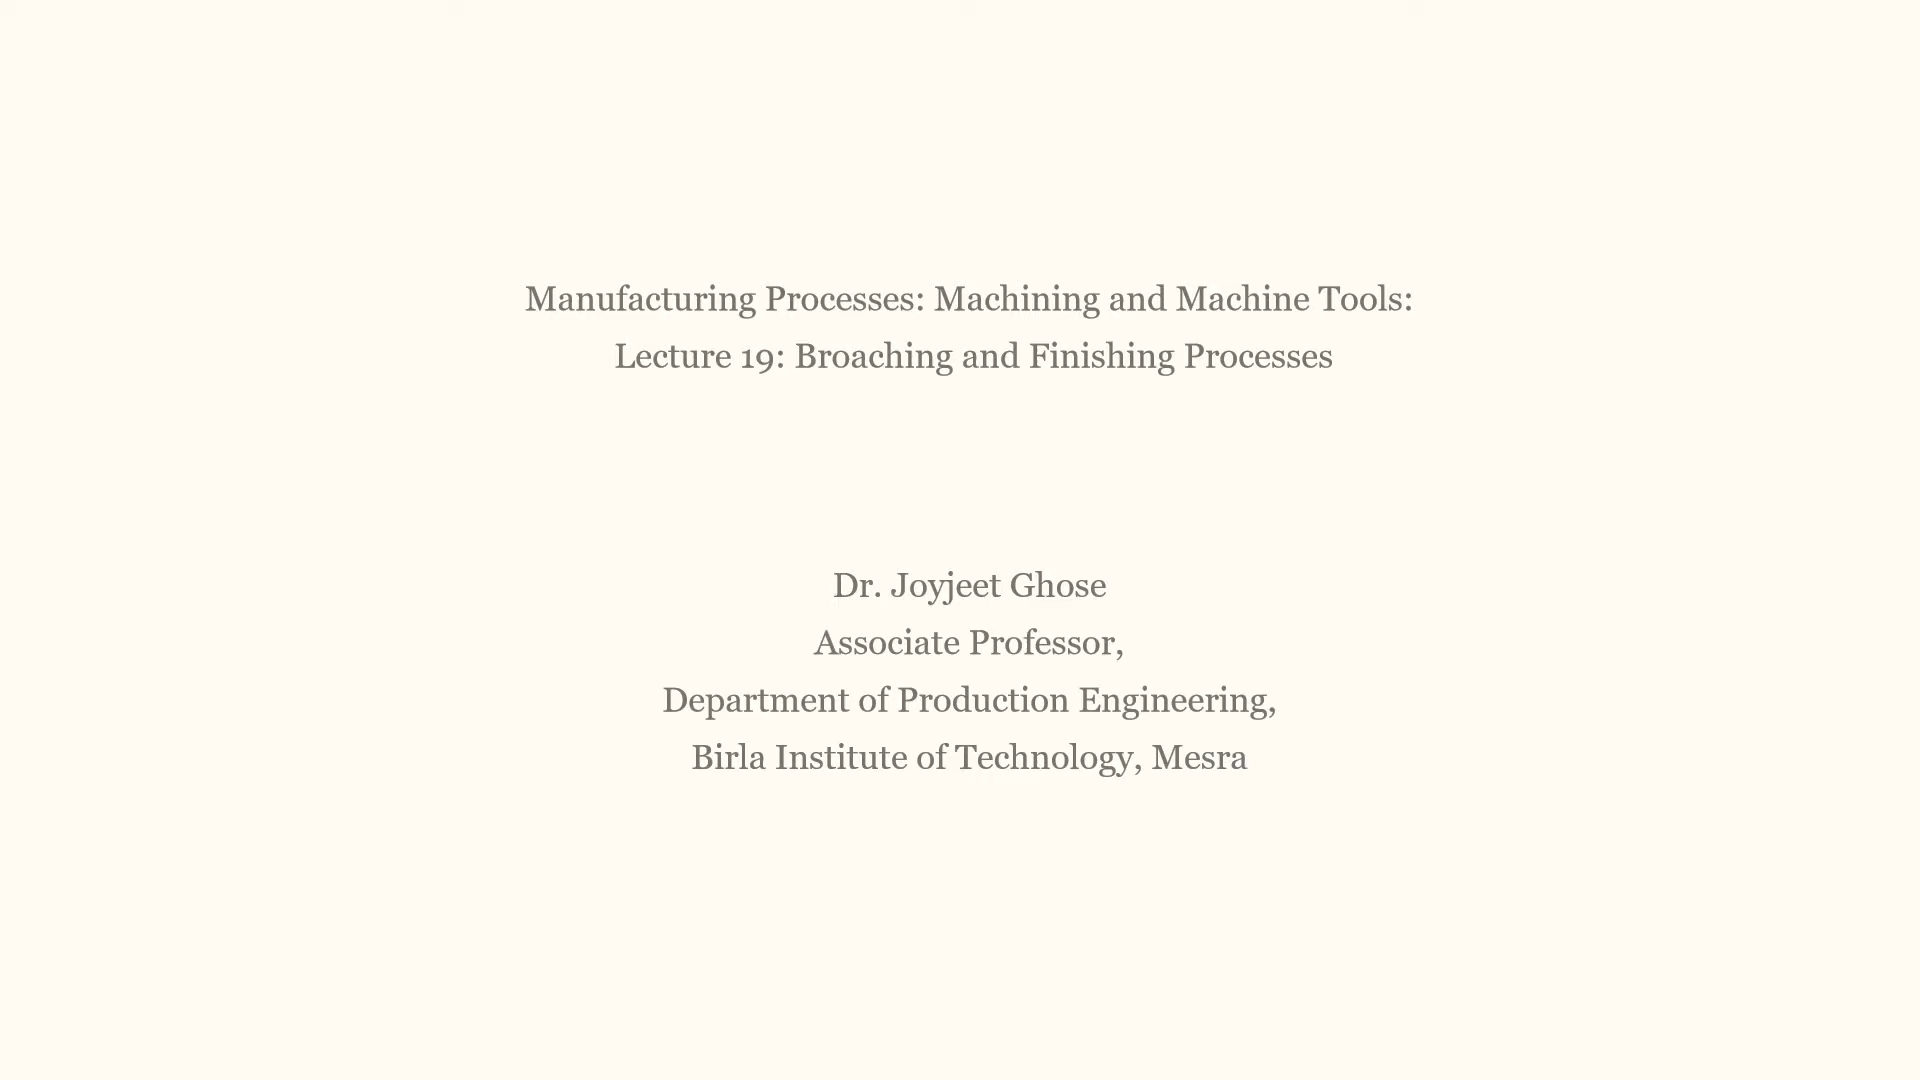 Manufacturing Processes: Machining and Machine Tools:
Lecture 19: Broaching and Finishing Processes
Dr. Joyjeet Ghose
Associate Professor,
Department of Production Engineering,
Birla Institute of Technology, Mesra